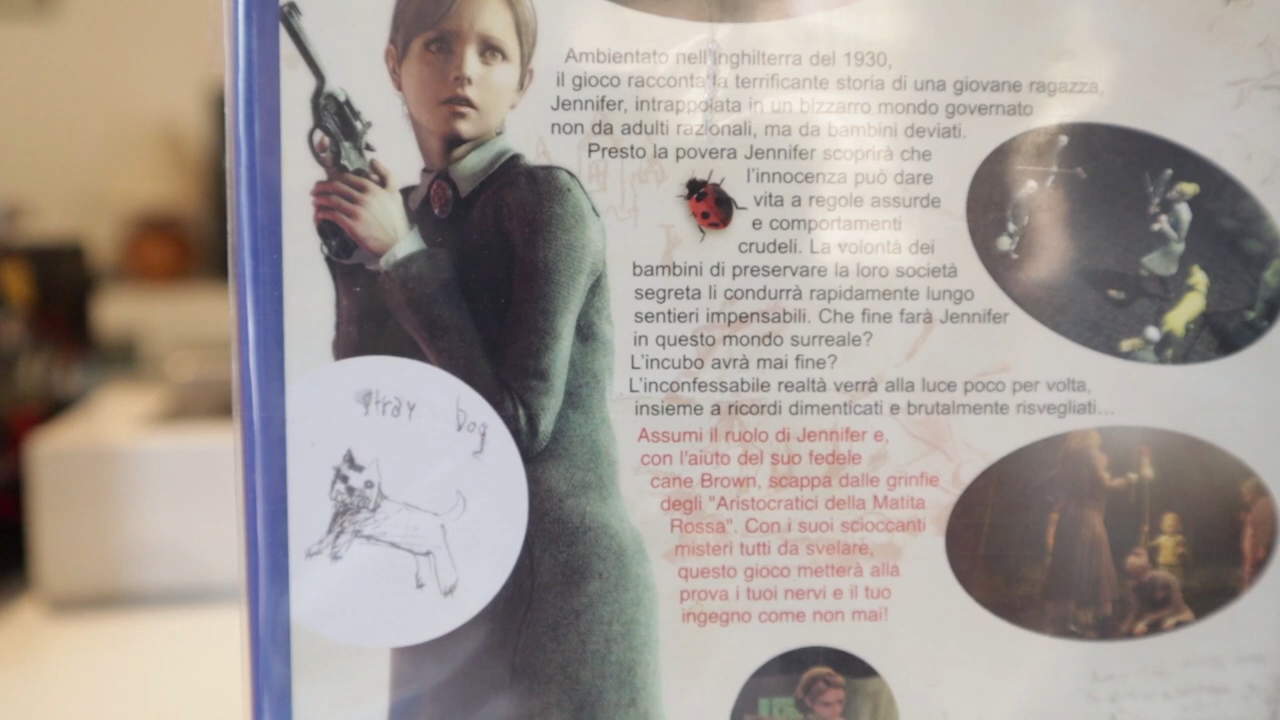 Ambientato nell'Inghilterra del 1930,
il gioco racconta la terrificante storia di una giovane ragazza,
Jennifer, intrappolata in un bizzarro mondo governato
non da adulti razionali, ma da bambini deviati.
Presto la povera Jennifer scoprirà che
l'innocenza può dare
vita a regole assurde
e comportamenti
crudeli. La volontà dei
bambini di preservare la loro società
segreta li condurrà rapidamente lungo
sentieri impensabili. Che fine farà Jennifer
in questo mondo surreale?
L'incubo avrà mai fine?
L'inconfessabile realtà verrà alla luce poco per volta,
insieme a ricordi dimenticati e brutalmente risvegliati...
stray bog
Assumi il ruolo di Jennifer e,
con l'aiuto del suo fedele
cane Brown, scappa dalle grinfie
degli "Aristocratici della Matita
Rossa". Con i suoi scioccanti
misteri tutti da svelare,
questo gioco metterà alla
prova i tuoi nervi e il tuo
ingegno come non mai!